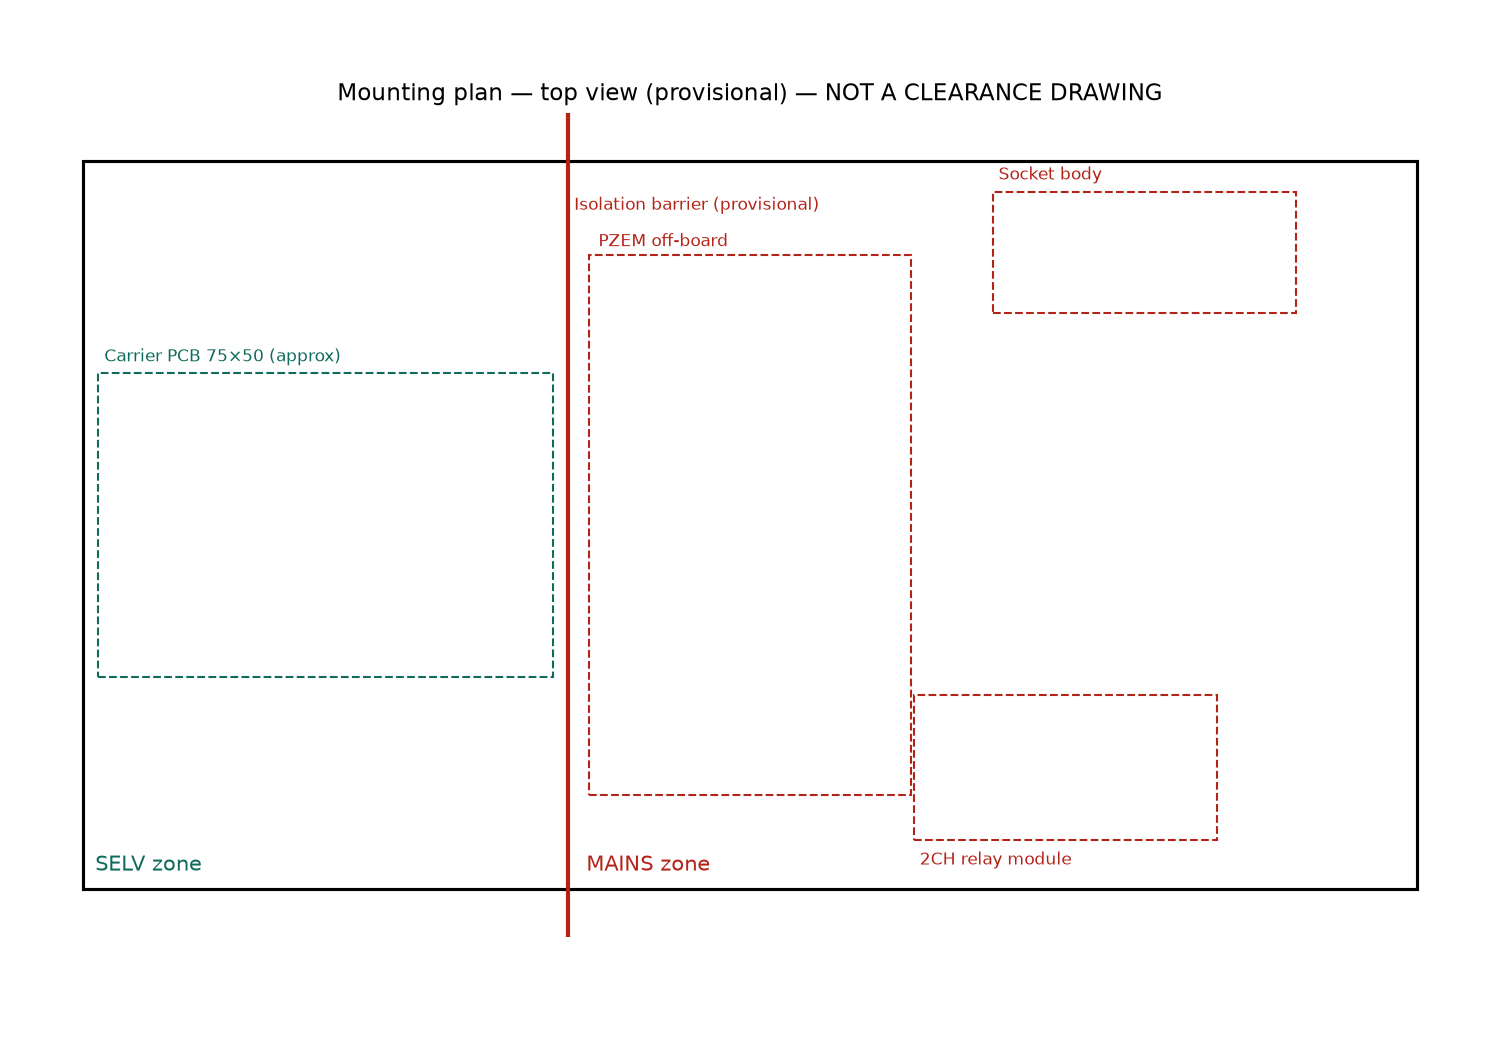 Mounting plan — top view (provisional) — NOT A CLEARANCE DRAWING
Socket body
Isolation barrier (provisional)
PZEM off-board
Carrier PCB 75×50 (approx)
SELV zone
MAINS zone
2CH relay module